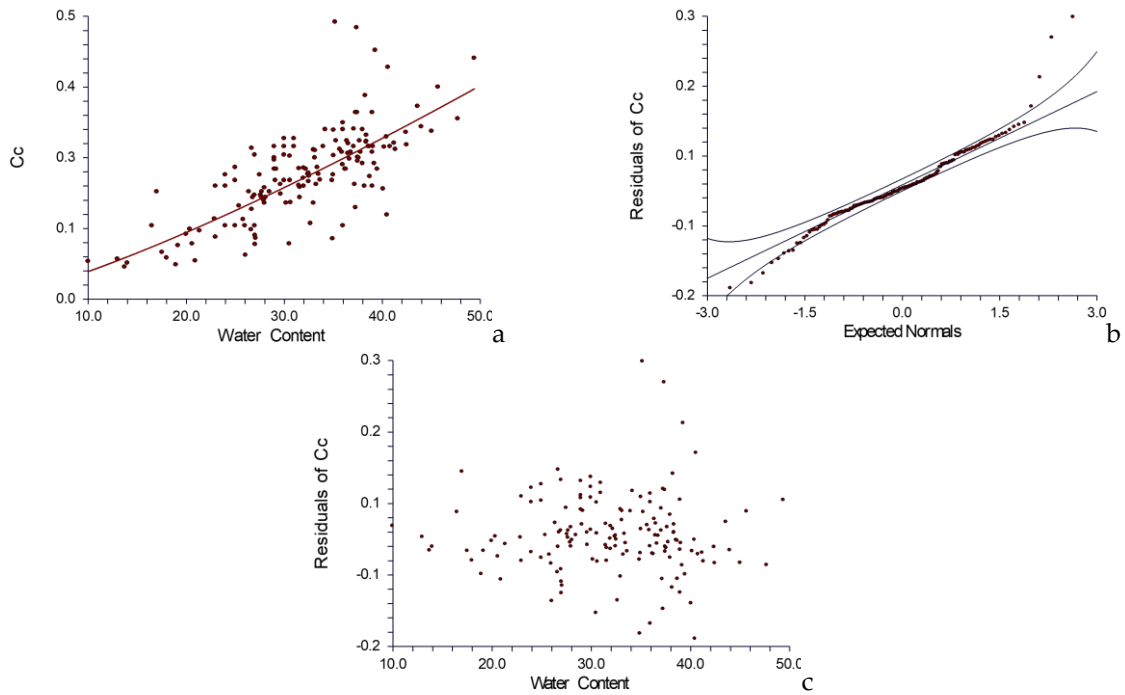 0.5
0.4
0.3
0.1
0.0
Cc
10.0 20.0 30.0 40.0 50.0
Water Content
a
0.3
0.2
0.1
-0.1
-0.2
Residuals of Cc
-3.0 -1.5 0.0 1.5 3.0
Expected Normals
b
0.3
0.2
0.1
-0.1
-0.2
Residuals of Cc
10.0 20.0 30.0 40.0 50.0
Water Content
c